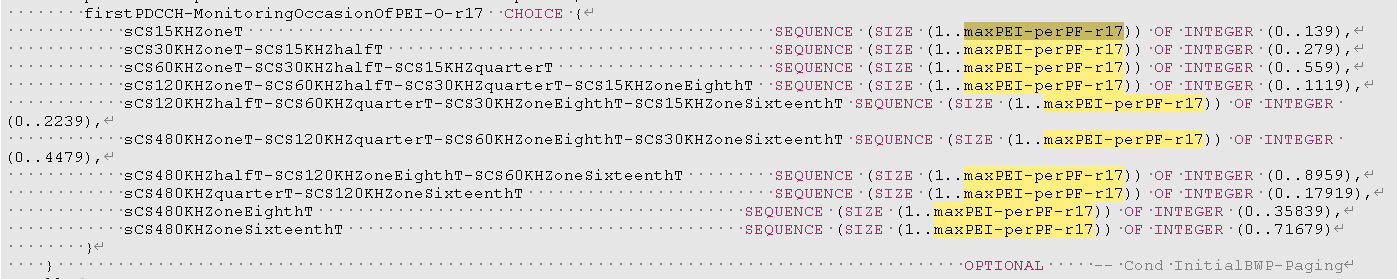 firstPDCCH-MonitoringOccasionOfPEI-O-r17 CHOICE {
sCS15KHZoneT SEQUENCE (SIZE (1..maxPEI-perPF-r17)) OF INTEGER (0..139),
sCS30KHZoneT-SCS15KHZhalfT SEQUENCE (SIZE (1..maxPEI-perPF-r17)) OF INTEGER (0..279),
sCS60KHZoneT-SCS30KHZhalfT-SCS15KHZquarterT SEQUENCE (SIZE (1..maxPEI-perPF-r17)) OF INTEGER (0..559),
sCS120KHZoneT-SCS60KHZhalfT-SCS30KHZquarterT-SCS15KHZoneEighthT SEQUENCE (SIZE (1..maxPEI-perPF-r17)) OF INTEGER (0..1119),
sCS120KHZhalfT-SCS60KHZquarterT-SCS30KHZoneEighthT-SCS15KHZoneSixteenthT SEQUENCE (SIZE (1..maxPEI-perPF-r17)) OF INTEGER
(0..2239),
sCS480KHZoneT-SCS120KHZquarterT-SCS60KHZoneEighthT-SCS30KHZoneSixteenthT SEQUENCE (SIZE (1..maxPEI-perPF-r17)) OF INTEGER
(0..4479),
sCS480KHZhalfT-SCS120KHZoneEighthT-SCS60KHZoneSixteenthT SEQUENCE (SIZE (1..maxPEI-perPF-r17)) OF INTEGER (0..8959),
sCS480KHZquarterT-SCS120KHZoneSixteenthT SEQUENCE (SIZE (1..maxPEI-perPF-r17)) OF INTEGER (0..17919),
sCS480KHZoneEighthT SEQUENCE (SIZE (1..maxPEI-perPF-r17)) OF INTEGER (0..35839),
sCS480KHZoneSixteenthT SEQUENCE (SIZE (1..maxPEI-perPF-r17)) OF INTEGER (0..71679)
}
} OPTIONAL -- Cond InitialBWP-Paging